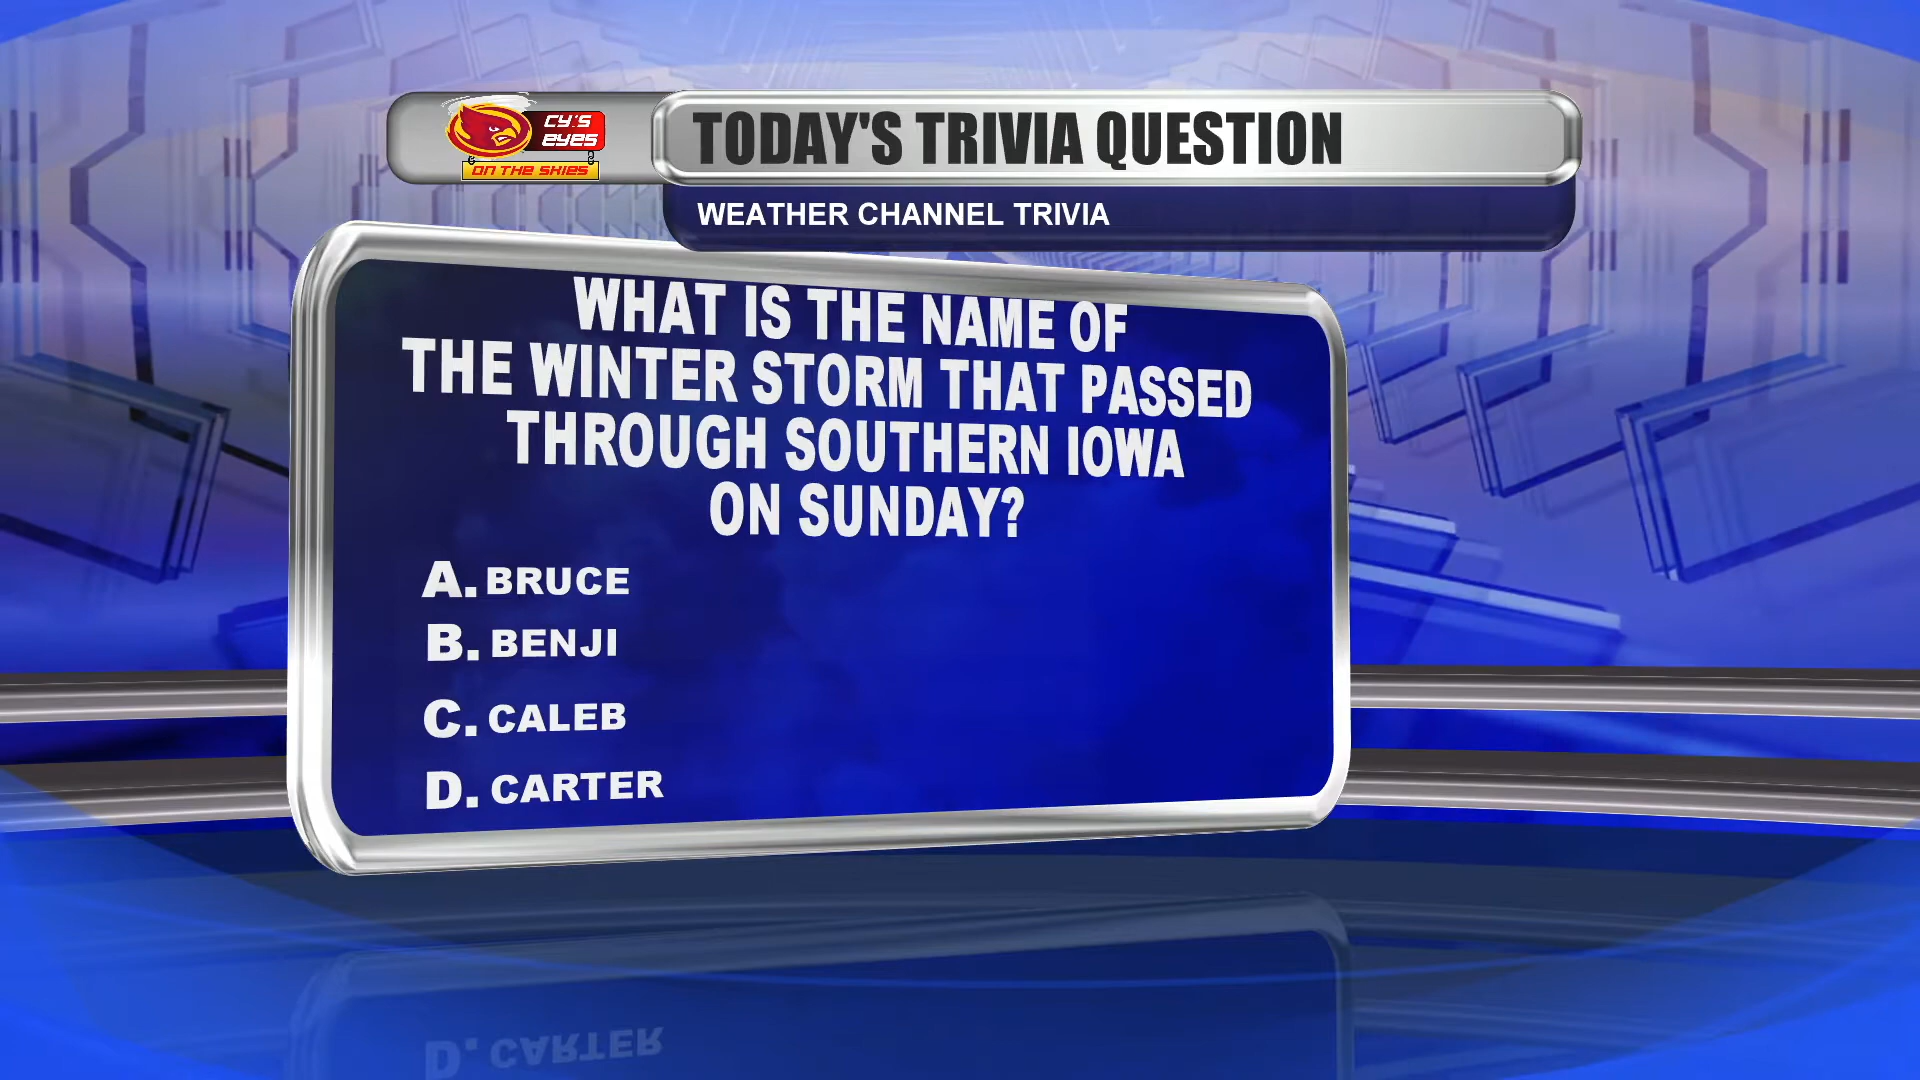 CY'S
EYES
ON THE SKIES
TODAY'S TRIVIA QUESTION
WEATHER CHANNEL TRIVIA
WHAT IS THE NAME OF
THE WINTER STORM THAT PASSED
THROUGH SOUTHERN IOWA
ON SUNDAY?
A. BRUCE
B. BENJI
C. CALEB
D. CARTER
D. CARTER